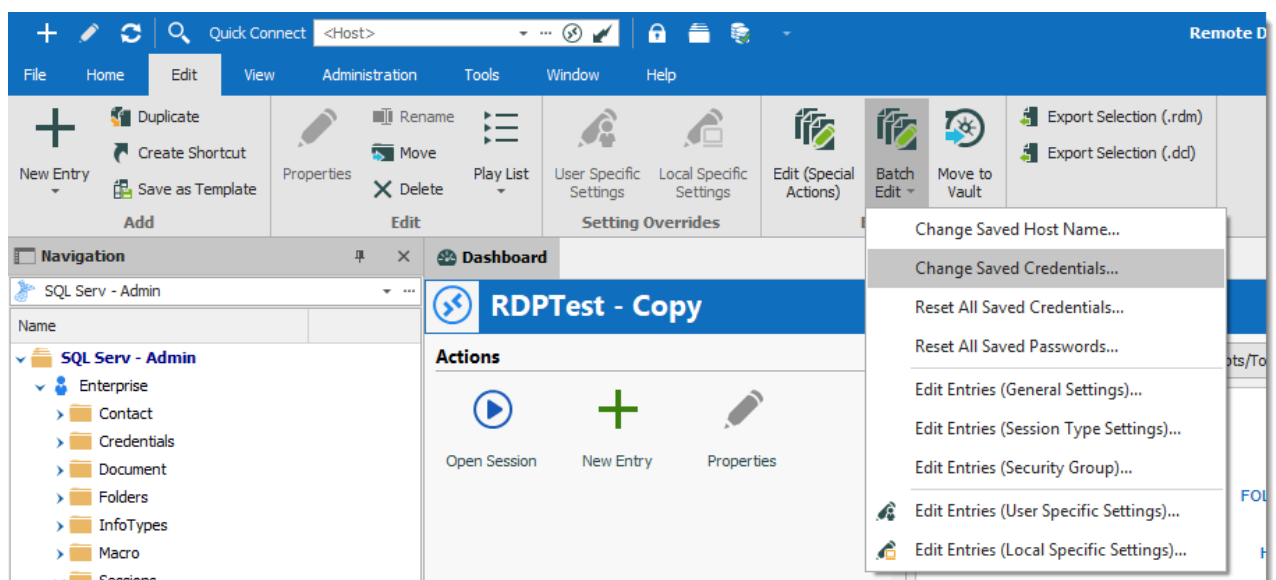 Quick Connect <Host>
Remote D
File Home Edit View Administration Tools Window Help
New Entry
Duplicate
Create Shortcut
Save as Template
Add
Properties
Rename
Move
Delete
Play List
Edit
User Specific
Settings
Local Specific
Settings
Setting Overrides
Edit (Special
Actions)
Batch
Edit
Move to
Vault
Export Selection (.rdm)
Export Selection (.dcl)
Change Saved Host Name...
Change Saved Credentials...
Reset All Saved Credentials...
Reset All Saved Passwords...
Edit Entries (General Settings)...
Edit Entries (Session Type Settings)...
Edit Entries (Security Group)...
Edit Entries (User Specific Settings)...
Edit Entries (Local Specific Settings)...
Navigation
SQL Serv - Admin
Name
SQL Serv - Admin
Enterprise
Contact
Credentials
Document
Folders
InfoTypes
Macro
Sessions
Dashboard
RDPTest - Copy
Actions
Open Session
New Entry
Properties
pts/To
FOL